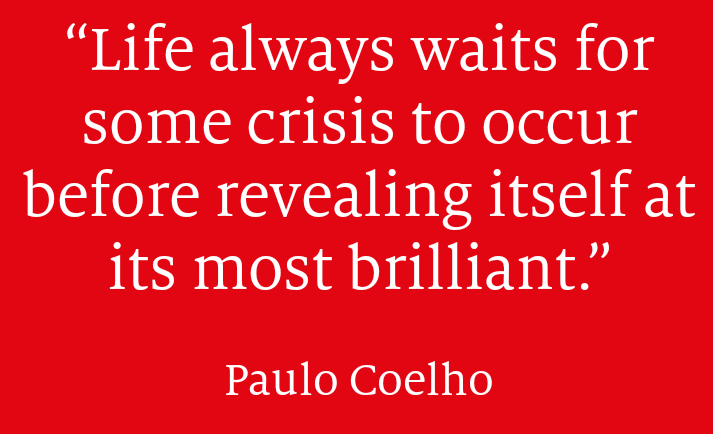 “Life always waits for
some crisis to occur
before revealing itself at
its most brilliant.”
Paulo Coelho